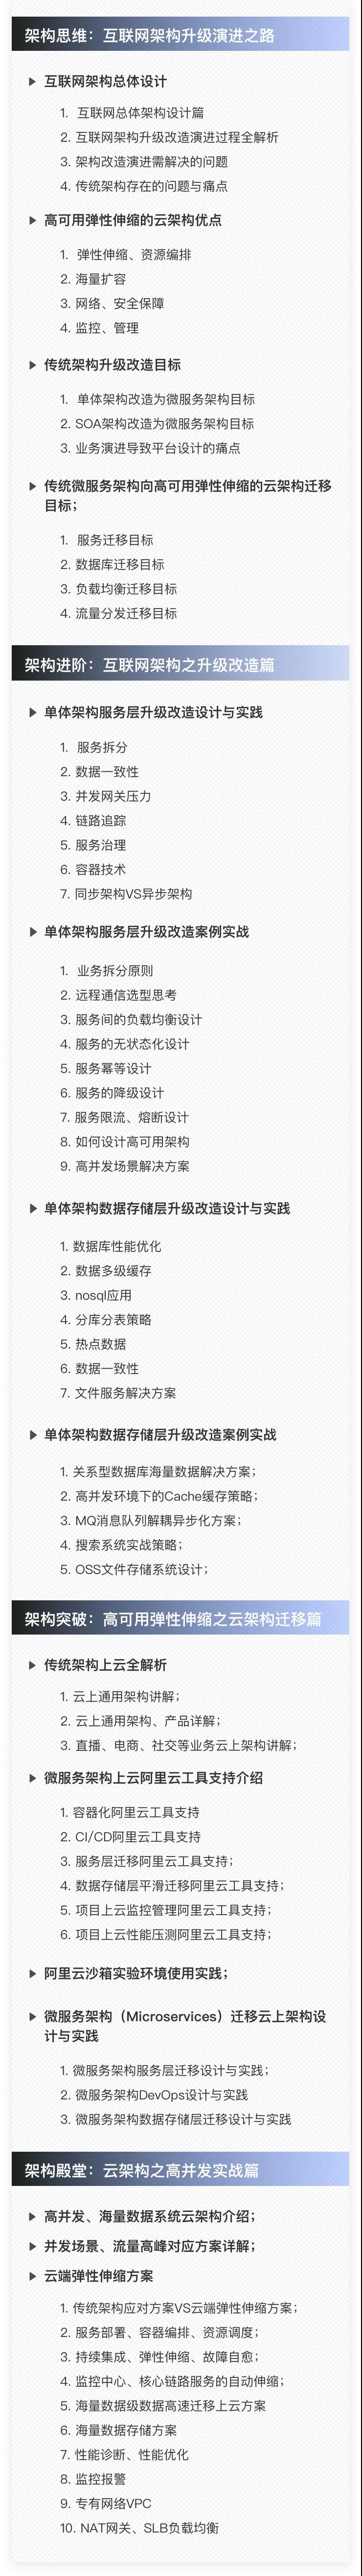 架构思维：互联网架构升级演进之路
互联网架构总体设计
1. 互联网总体架构设计篇
2. 互联网架构升级改造演进过程全解析
3. 架构改造演进需解决的问题
4. 传统架构存在的问题与痛点
高可用弹性伸缩的云架构优点
1. 弹性伸缩、资源编排
2. 海量扩容
3. 网络、安全保障
4. 监控、管理
传统架构升级改造目标
1. 单体架构改造为微服务架构目标
2. SOA架构改造为微服务架构目标
3. 业务演进导致平台设计的痛点
传统微服务架构向高可用弹性伸缩的云架构迁移
目标；
1. 服务迁移目标
2. 数据库迁移目标
3. 负载均衡迁移目标
4. 流量分发迁移目标
架构进阶：互联网架构之升级改造篇
单体架构服务层升级改造设计与实践
1. 服务拆分
2. 数据一致性
3. 并发网关压力
4. 链路追踪
5. 服务治理
6. 容器技术
7. 同步架构VS异步架构
单体架构服务层升级改造案例实战
1. 业务拆分原则
2. 远程通信选型思考
3. 服务间的负载均衡设计
4. 服务的无状态化设计
5. 服务幂等设计
6. 服务的降级设计
7. 服务限流、熔断设计
8. 如何设计高可用架构
9. 高并发场景解决方案
单体架构数据存储层升级改造设计与实践
1. 数据库性能优化
2. 数据多级缓存
3. nosql应用
4. 分库分表策略
5. 热点数据
6. 数据一致性
7. 文件服务解决方案
单体架构数据存储层升级改造案例实战
1. 关系型数据库海量数据解决方案；
2. 高并发环境下的Cache缓存策略；
3. MQ消息队列解耦异步化方案；
4. 搜索系统实战策略；
5. OSS文件存储系统设计；
架构突破：高可用弹性伸缩之云架构迁移篇
传统架构上云全解析
1. 云上通用架构讲解；
2. 云上通用架构、产品详解；
3. 直播、电商、社交等业务云上架构讲解；
微服务架构上云阿里云工具支持介绍
1. 容器化阿里云工具支持
2. CI/CD阿里云工具支持
3. 服务层迁移阿里云工具支持；
4. 数据存储层平滑迁移阿里云工具支持；
5. 项目上云监控管理阿里云工具支持；
6. 项目上云性能压测阿里云工具支持；
阿里云沙箱实验环境使用实践；
微服务架构（Microservices）迁移云上架构设
计与实践
1. 微服务架构服务层迁移设计与实践；
2. 微服务架构DevOps设计与实践
3. 微服务架构数据存储层迁移设计与实践
架构殿堂：云架构之高并发实战篇
高并发、海量数据系统云架构介绍；
并发场景、流量高峰对应方案详解；
云端弹性伸缩方案
1. 传统架构应对方案VS云端弹性伸缩方案；
2. 服务部署、容器编排、资源调度；
3. 持续集成、弹性伸缩、故障自愈；
4. 监控中心、核心链路服务的自动伸缩；
5. 海量数据级数据高速迁移上云方案
6. 海量数据存储方案
7. 性能诊断、性能优化
8. 监控报警
9. 专有网络VPC
10. NAT网关、SLB负载均衡